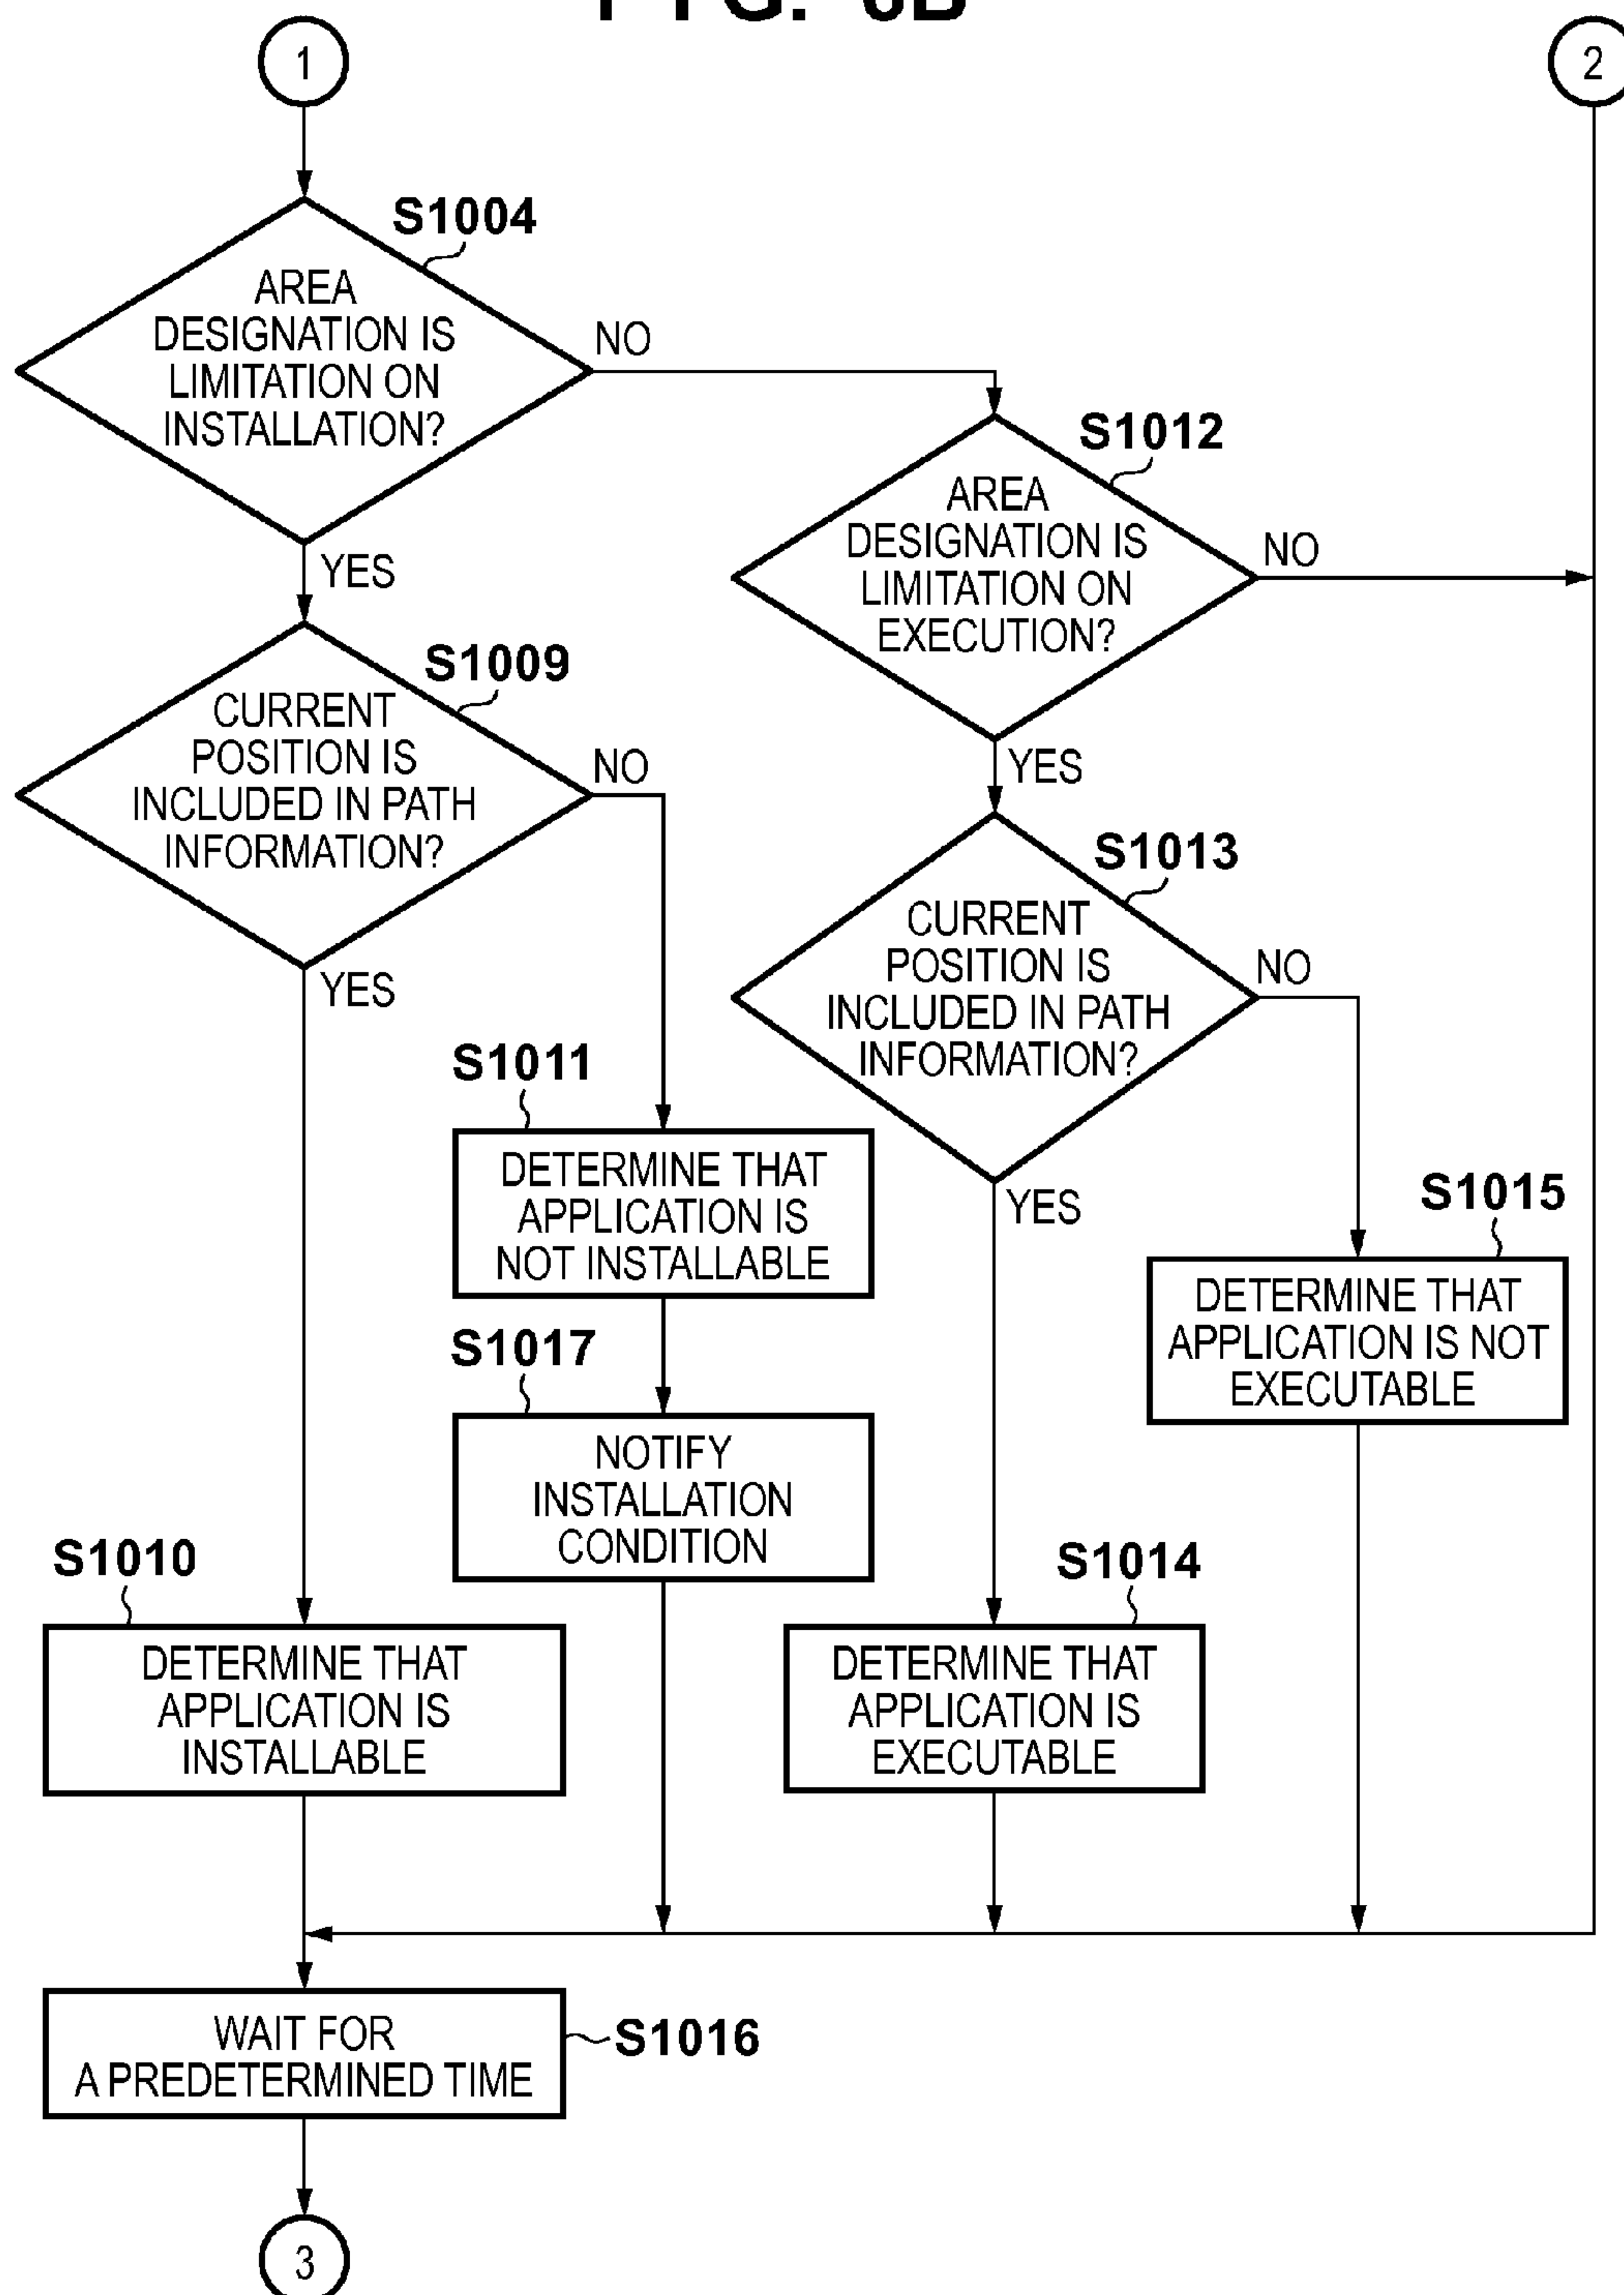 1
2
S1004
AREA
DESIGNATION IS
LIMITATION ON
INSTALLATION?
NO
YES
S1012
AREA
DESIGNATION IS
LIMITATION ON
EXECUTION?
NO
YES
S1009
CURRENT
POSITION IS
INCLUDED IN PATH
INFORMATION?
NO
YES
S1013
CURRENT
POSITION IS
INCLUDED IN PATH
INFORMATION?
NO
YES
S1011
DETERMINE THAT
APPLICATION IS
NOT INSTALLABLE
S1015
DETERMINE THAT
APPLICATION IS NOT
EXECUTABLE
S1017
NOTIFY
INSTALLATION
CONDITION
S1010
DETERMINE THAT
APPLICATION IS
INSTALLABLE
S1014
DETERMINE THAT
APPLICATION IS
EXECUTABLE
WAIT FOR
A PREDETERMINED TIME
S1016
3